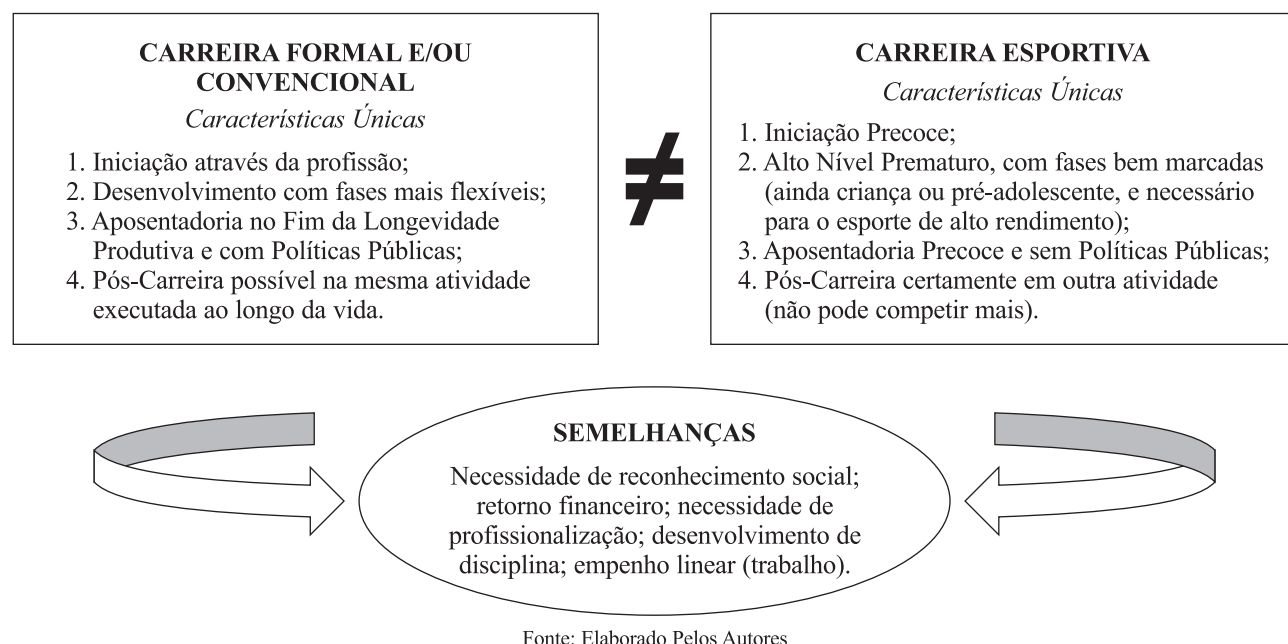 CARREIRA FORMAL E/OU
CONVENCIONAL
Características Únicas
1. Iniciação através da profissão;
2. Desenvolvimento com fases mais flexíveis;
3. Aposentadoria no Fim da Longevidade
Produtiva e com Políticas Públicas;
4. Pós-Carreira possível na mesma atividade
executada ao longo da vida.
≠
CARREIRA ESPORTIVA
Características Únicas
1. Iniciação Precoce;
2. Alto Nível Prematuro, com fases bem marcadas
(ainda criança ou pré-adolescente, e necessário
para o esporte de alto rendimento);
3. Aposentadoria Precoce e sem Políticas Públicas;
4. Pós-Carreira certamente em outra atividade
(não pode competir mais).
SEMELHANÇAS
Necessidade de reconhecimento social;
retorno financeiro; necessidade de
profissionalização; desenvolvimento de
disciplina; empenho linear (trabalho).
Fonte: Elaborado Pelos Autores